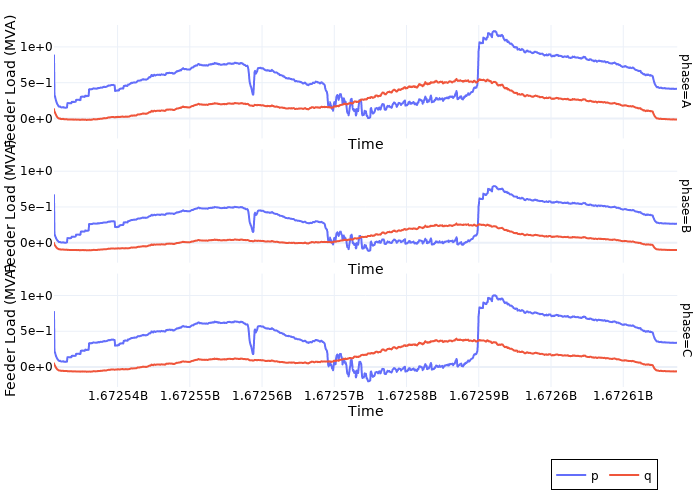 Feeder Load (MVA)
1e+0
5e−1
0e+0
Time
phase=A
Feeder Load (MVA)
1e+0
5e−1
0e+0
Time
phase=B
Feeder Load (MVA)
1e+0
5e−1
0e+0
1.67254B 1.67255B 1.67256B 1.67257B 1.67258B 1.67259B 1.6726B 1.67261B
Time
phase=C
p q